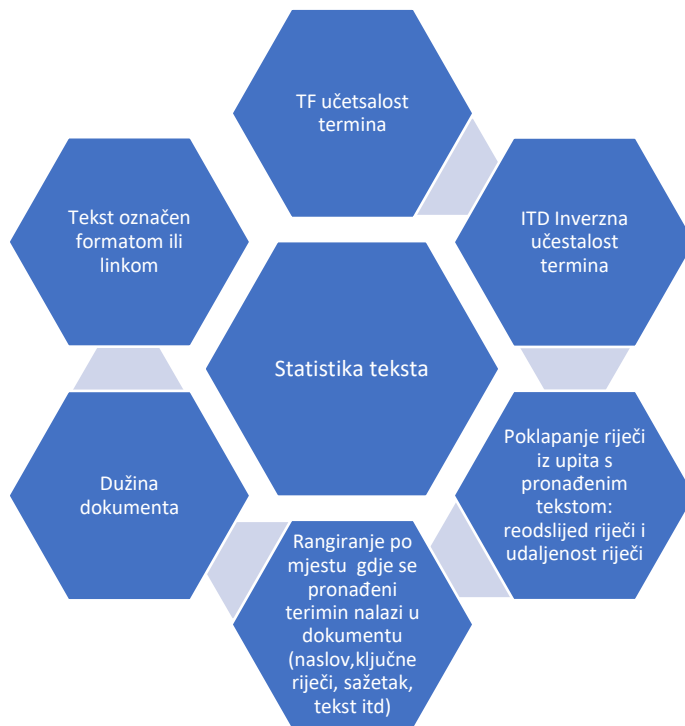 TF učetsalost
termina
Tekst označen
formatom ili
linkom
ITD Inverzna
učestalost
termina
Statistika teksta
Poklapanje riječi
iz upita s
pronađenim
tekstom:
reodslijed riječi i
udaljenost riječi
Dužina
dokumenta
Rangiranje po
mjestu gdje se
pronađeni
terimin nalazi u
dokumentu
(naslov,ključne
riječi, sažetak,
tekst itd)